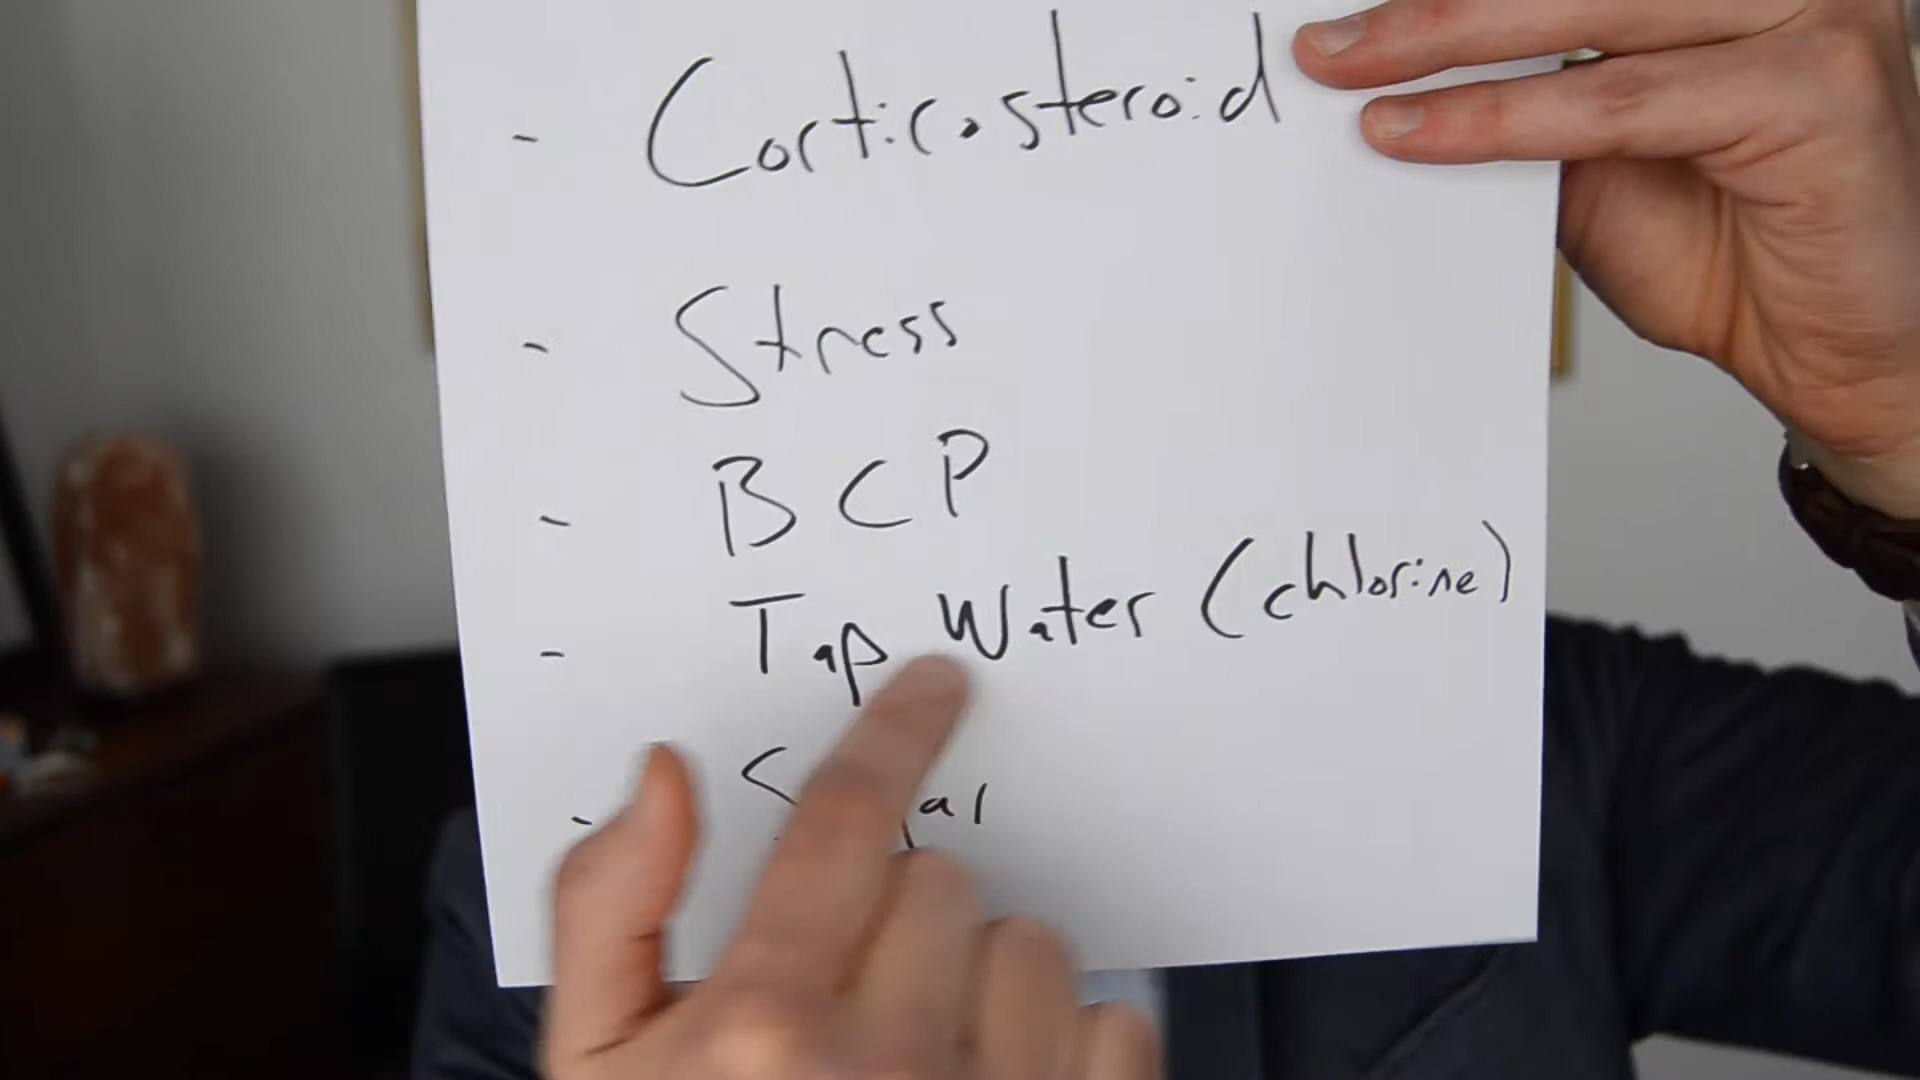 - Corticosteroid
- Stress
- BCP
- Tap Water (chlorine)
-